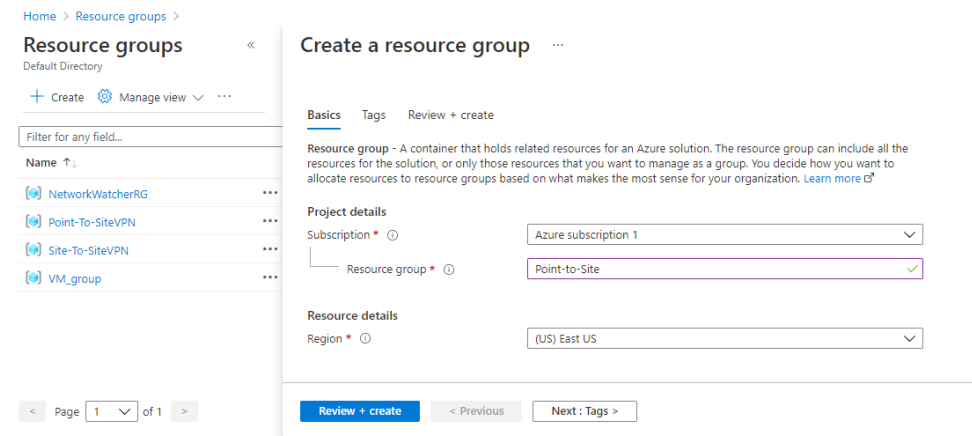 Home > Resource groups >
Resource groups «
Default Directory
+ Create Manage view ...
Filter for any field...
Name ↑↓
NetworkWatcherRG ...
Point-To-SiteVPN ...
Site-To-SiteVPN ...
VM_group ...
< Page 1 of 1 >
Create a resource group ...
Basics Tags Review + create
Resource group - A container that holds related resources for an Azure solution. The resource group can include all the
resources for the solution, or only those resources that you want to manage as a group. You decide how you want to
allocate resources to resource groups based on what makes the most sense for your organization. Learn more
Project details
Subscription * Azure subscription 1
Resource group * Point-to-Site
Resource details
Region * (US) East US
Review + create < Previous Next : Tags >